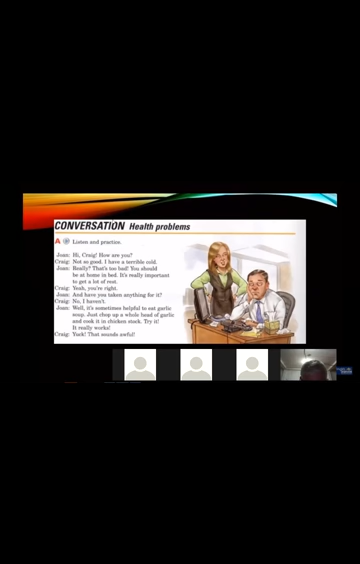 CONVERSATION Health problems
A Listen and practice.
Joan: Hi, Craig! How are you?
Craig: Not so good. I have a terrible cold.
Joan: Really? That's too bad! You should
be at home in bed. It's really important
to get a lot of rest.
Craig: Yeah, you're right.
Joan: And have you taken anything for it?
Craig: No, I haven't.
Joan: Well, it's sometimes helpful to eat garlic
soup. Just chop up a whole head of garlic
and cook it in chicken stock. Try it!
It really works!
Craig: Yuck! That sounds awful!